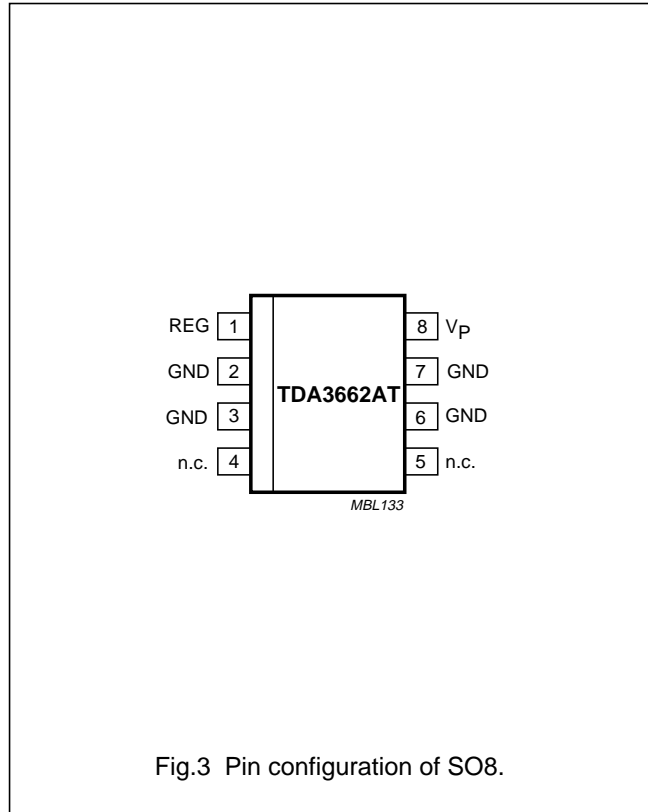 REG 1 8 VP
GND 2 7 GND
TDA3662AT
GND 3 6 GND
n.c. 4 5 n.c.
MBL133
Fig.3 Pin configuration of SO8.